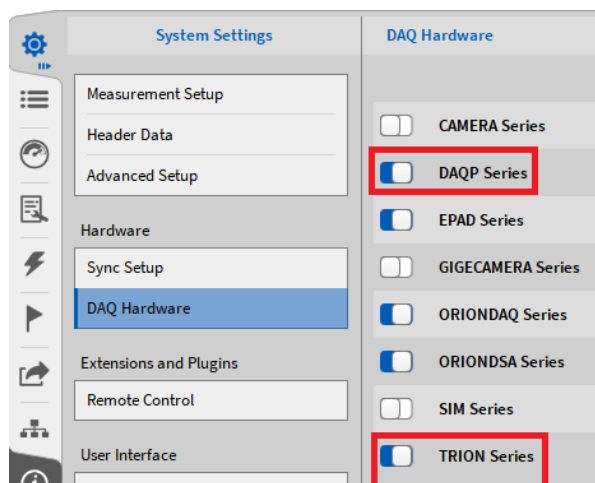 System Settings
DAQ Hardware
Measurement Setup
Header Data
Advanced Setup
Hardware
Sync Setup
DAQ Hardware
Extensions and Plugins
Remote Control
User Interface
CAMERA Series
DAQP Series
EPAD Series
GIGECAMERA Series
ORIONDAQ Series
ORIONDSA Series
SIM Series
TRION Series